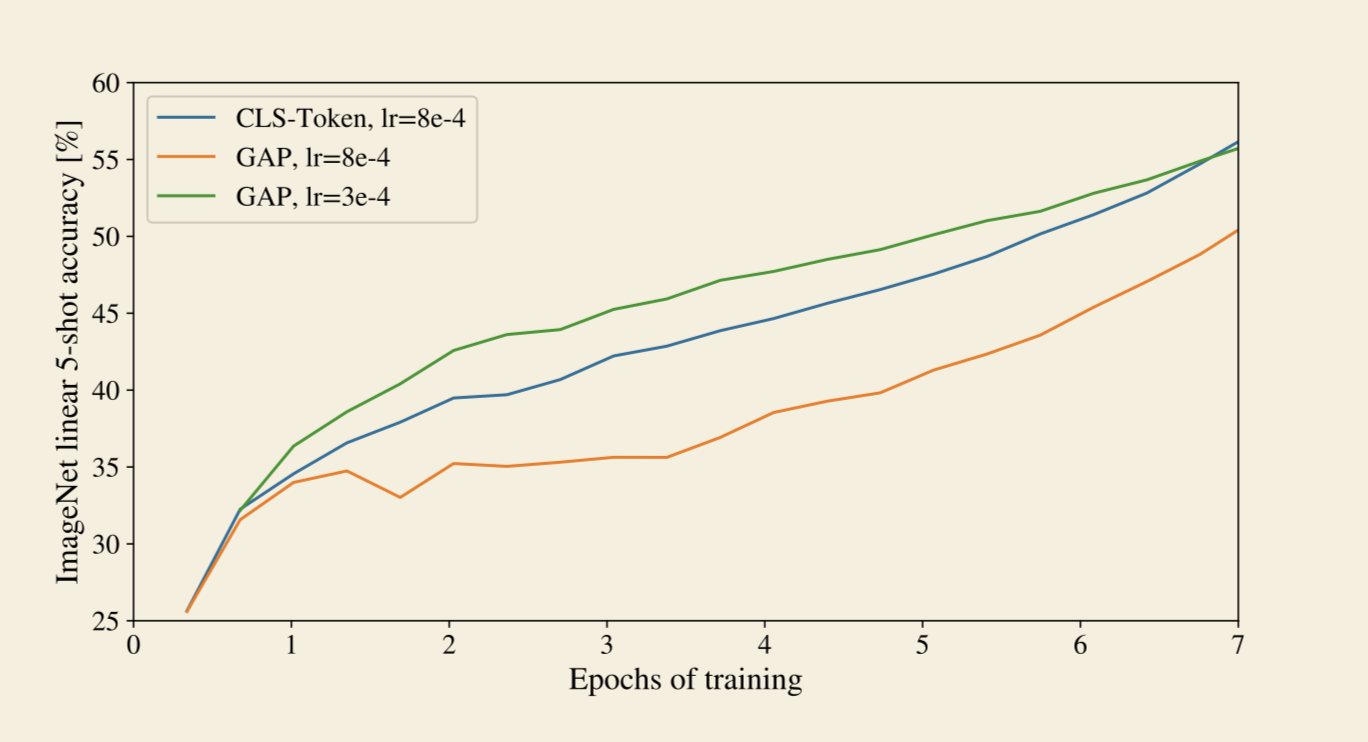 60
55
50
45
40
35
30
25
ImageNet linear 5-shot accuracy [%]
CLS-Token, lr=8e-4
GAP, lr=8e-4
GAP, lr=3e-4
0 1 2 3 4 5 6 7
Epochs of training